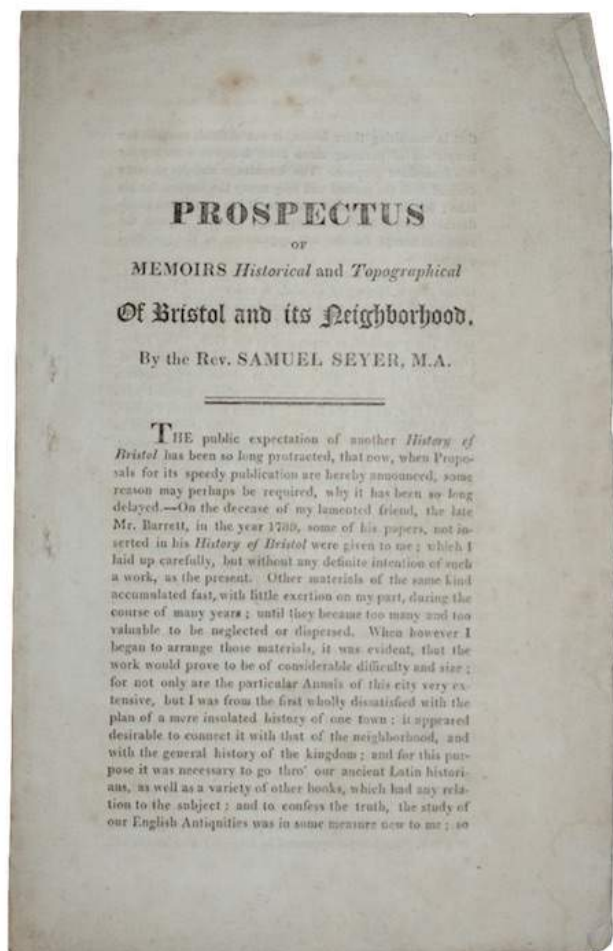 PROSPECTUS
OF
MEMOIRS Historical and Topographical
Of Bristol and its Neighborhood.
By the Rev. SAMUEL SEYER, M.A.
THE public expectation of another History of
Bristol has been so long protracted, that now, when Propo-
sals for its speedy publication are hereby announced, some
reason may perhaps be required, why it has been so long
delayed.—On the decease of my lamented friend, the late
Mr. Barrett, in the year 1789, some of his papers, not in-
serted in his History of Bristol were given to me; which I
laid up carefully, but without any definite intention of such
a work, as the present. Other materials of the same kind
accumulated fast, with little exertion on my part, during the
course of many years; until they became too many and too
valuable to be neglected or dispersed. When however I
began to arrange those materials, it was evident, that the
work would prove to be of considerable difficulty and size;
for not only are the particular Annals of this city very ex-
tensive, but I was from the first wholly dissatisfied with the
plan of a mere insulated history of one town; it appeared
desirable to connect it with that of the neighborhood, and
with the general history of the kingdom; and for this pur-
pose it was necessary to go thro' our ancient Latin histori-
ans, as well as a variety of other books, which had any rela-
tion to the subject; and to confess the truth, the study of
our English Antiquities was in some measure new to me; so